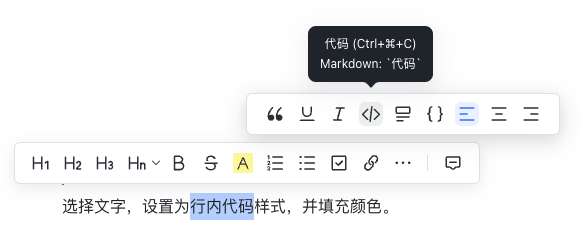 代码 (Ctrl+⌘+C)
Markdown: `代码`
H1 H2 H3 Hn B S A
选择文字，设置为行内代码样式，并填充颜色。